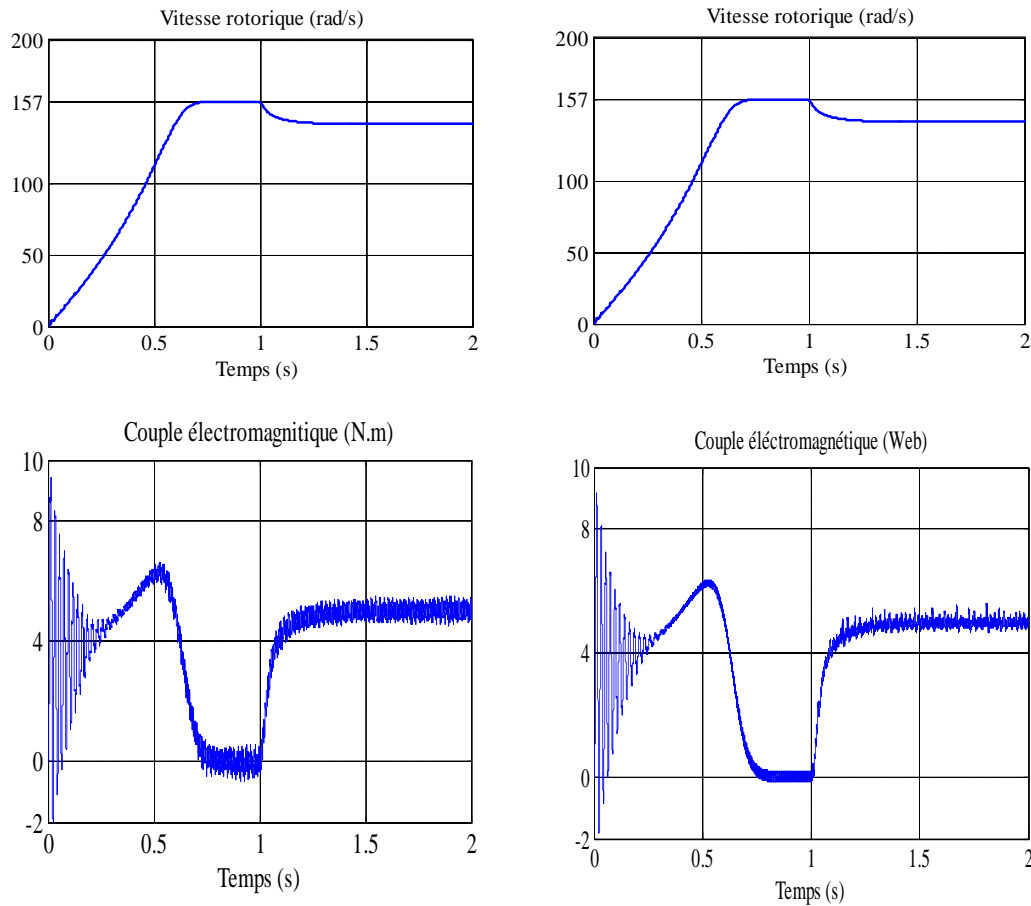 Vitesse rotorique (rad/s)
200
157
100
50
0
0 0.5 1 1.5 2
Temps (s)
Vitesse rotorique (rad/s)
200
157
100
50
0
0 0.5 1 1.5 2
Temps (s)
Couple électromagnitique (N.m)
10
8
4
0
-2
0 0.5 1 1.5 2
Temps (s)
Couple éléctromagnétique (Web)
10
8
4
0
-2
0 0.5 1 1.5 2
Temps (s)